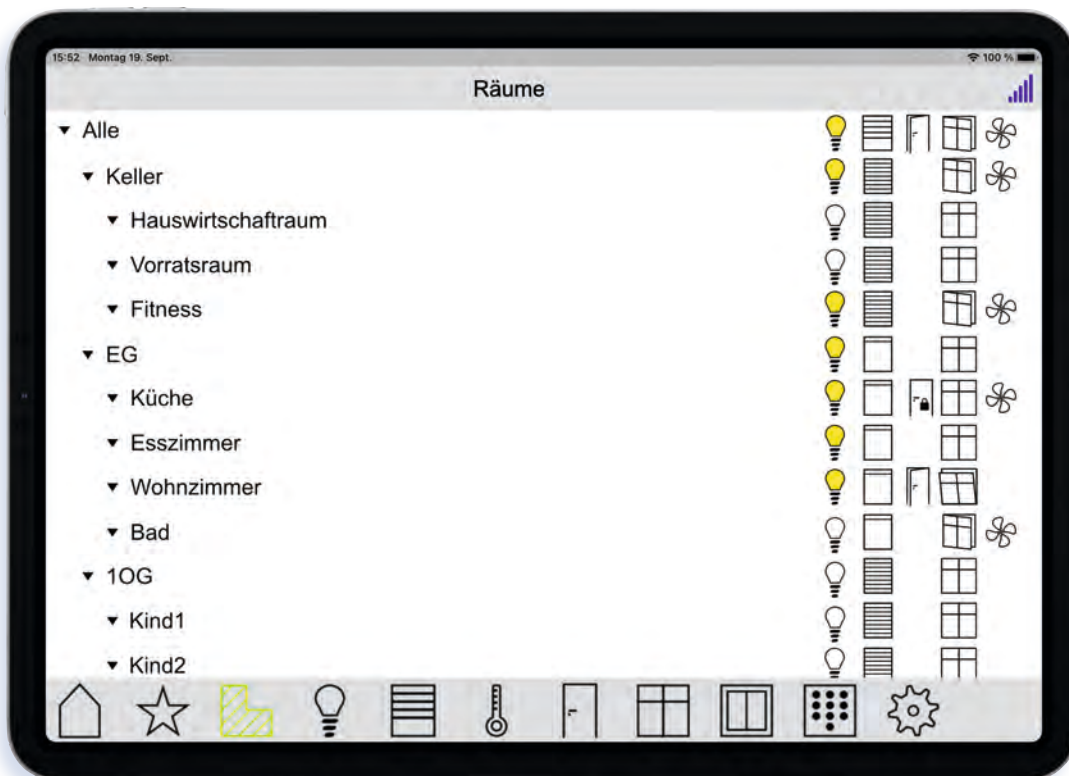 15:52 Montag 19. Sept. 100 %
Räume
Alle
Keller
Hauswirtschaftraum
Vorratsraum
Fitness
EG
Küche
Esszimmer
Wohnzimmer
Bad
1OG
Kind1
Kind2